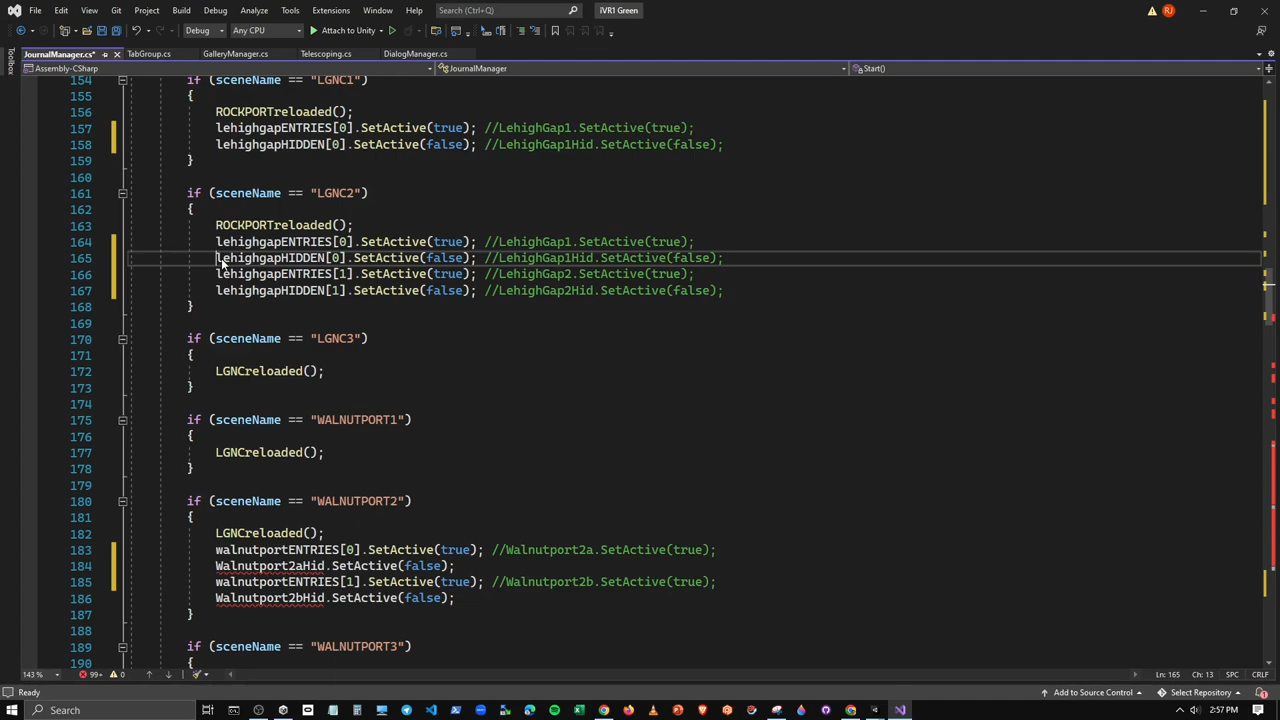 File Edit View Git Project Build Debug Analyze Tools Extensions Window Help Search (Ctrl+Q) iVR1 Green RJ
Debug Any CPU Attach to Unity
JournalManager.cs* TabGroup.cs GalleryManager.cs Telescoping.cs DialogManager.cs
Toolbox
Assembly-CSharp JournalManager Start()
154 if (sceneName == "LGNC1")
155 {
156 ROCKPORTreloaded();
157 lehighgapENTRIES[0].SetActive(true); //LehighGap1.SetActive(true);
158 lehighgapHIDDEN[0].SetActive(false); //LehighGap1Hid.SetActive(false);
159 }
160
161 if (sceneName == "LGNC2")
162 {
163 ROCKPORTreloaded();
164 lehighgapENTRIES[0].SetActive(true); //LehighGap1.SetActive(true);
165 lehighgapHIDDEN[0].SetActive(false); //LehighGap1Hid.SetActive(false);
166 lehighgapENTRIES[1].SetActive(true); //LehighGap2.SetActive(true);
167 lehighgapHIDDEN[1].SetActive(false); //LehighGap2Hid.SetActive(false);
168 }
169
170 if (sceneName == "LGNC3")
171 {
172 LGNCreloaded();
173 }
174
175 if (sceneName == "WALNUTPORT1")
176 {
177 LGNCreloaded();
178 }
179
180 if (sceneName == "WALNUTPORT2")
181 {
182 LGNCreloaded();
183 walnutportENTRIES[0].SetActive(true); //Walnutport2a.SetActive(true);
184 Walnutport2aHid.SetActive(false);
185 walnutportENTRIES[1].SetActive(true); //Walnutport2b.SetActive(true);
186 Walnutport2bHid.SetActive(false);
187 }
188
189 if (sceneName == "WALNUTPORT3")
190 {
143 % 99+ 0 Ln: 165 Ch: 13 SPC CRLF
Ready Add to Source Control Select Repository 1
Search 2:57 PM